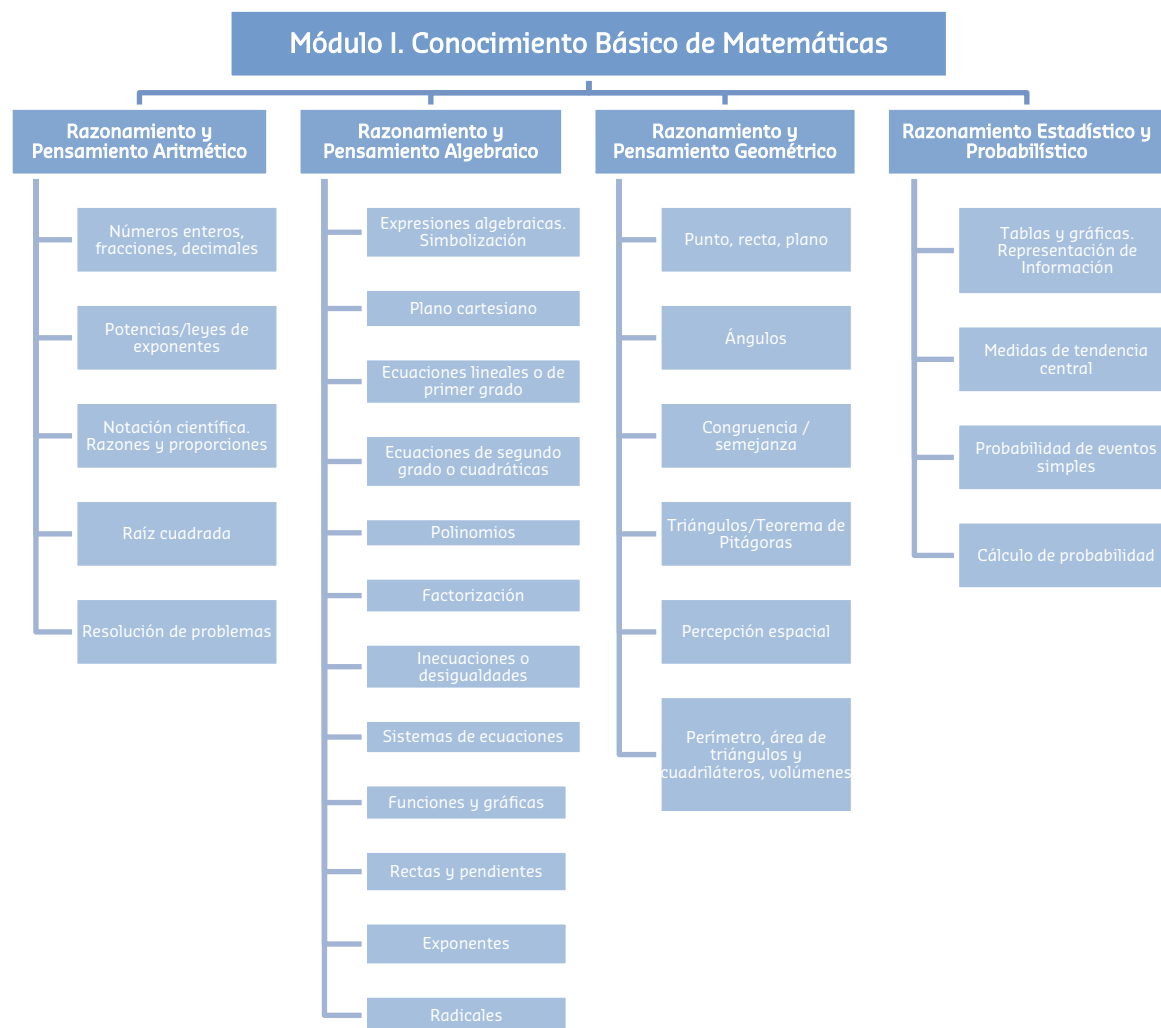 Módulo I. Conocimiento Básico de Matemáticas
Razonamiento y
Pensamiento Aritmético
Números enteros,
fracciones, decimales
Potencias/leyes de
exponentes
Notación científica.
Razones y proporciones
Raíz cuadrada
Resolución de problemas
Razonamiento y
Pensamiento Algebraico
Expresiones algebraicas.
Simbolización
Plano cartesiano
Ecuaciones lineales o de
primer grado
Ecuaciones de segundo
grado o cuadráticas
Polinomios
Factorización
Inecuaciones o
desigualdades
Sistemas de ecuaciones
Funciones y gráficas
Rectas y pendientes
Exponentes
Radicales
Razonamiento y
Pensamiento Geométrico
Punto, recta, plano
Ángulos
Congruencia /
semejanza
Triángulos/Teorema de
Pitágoras
Percepción espacial
Perímetro, área de
triángulos y
cuadriláteros, volúmenes
Razonamiento Estadístico y
Probabilístico
Tablas y gráficas.
Representación de
Información
Medidas de tendencia
central
Probabilidad de eventos
simples
Cálculo de probabilidad